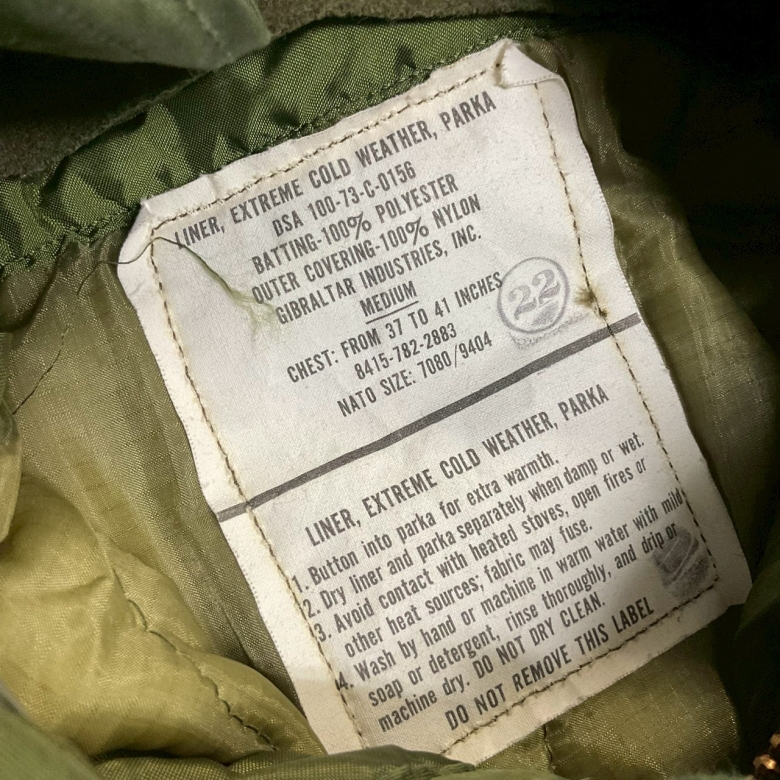 LINER, EXTREME COLD WEATHER, PARKA
DSA 100-73-C-0156
BATTING-100% POLYESTER
OUTER COVERING-100% NYLON
GIBRALTAR INDUSTRIES, INC.
MEDIUM
CHEST: FROM 37 TO 41 INCHES
22
8415-782-2883
NATO SIZE: 7080/9404
LINER, EXTREME COLD WEATHER, PARKA
1. Button into parka for extra warmth.
2. Dry liner and parka separately when damp or wet.
3. Avoid contact with heated stoves, open fires or
other heat sources; fabric may fuse.
4. Wash by hand or machine in warm water with mild
soap or detergent, rinse thoroughly, and drip or
machine dry. DO NOT DRY CLEAN.
DO NOT REMOVE THIS LABEL